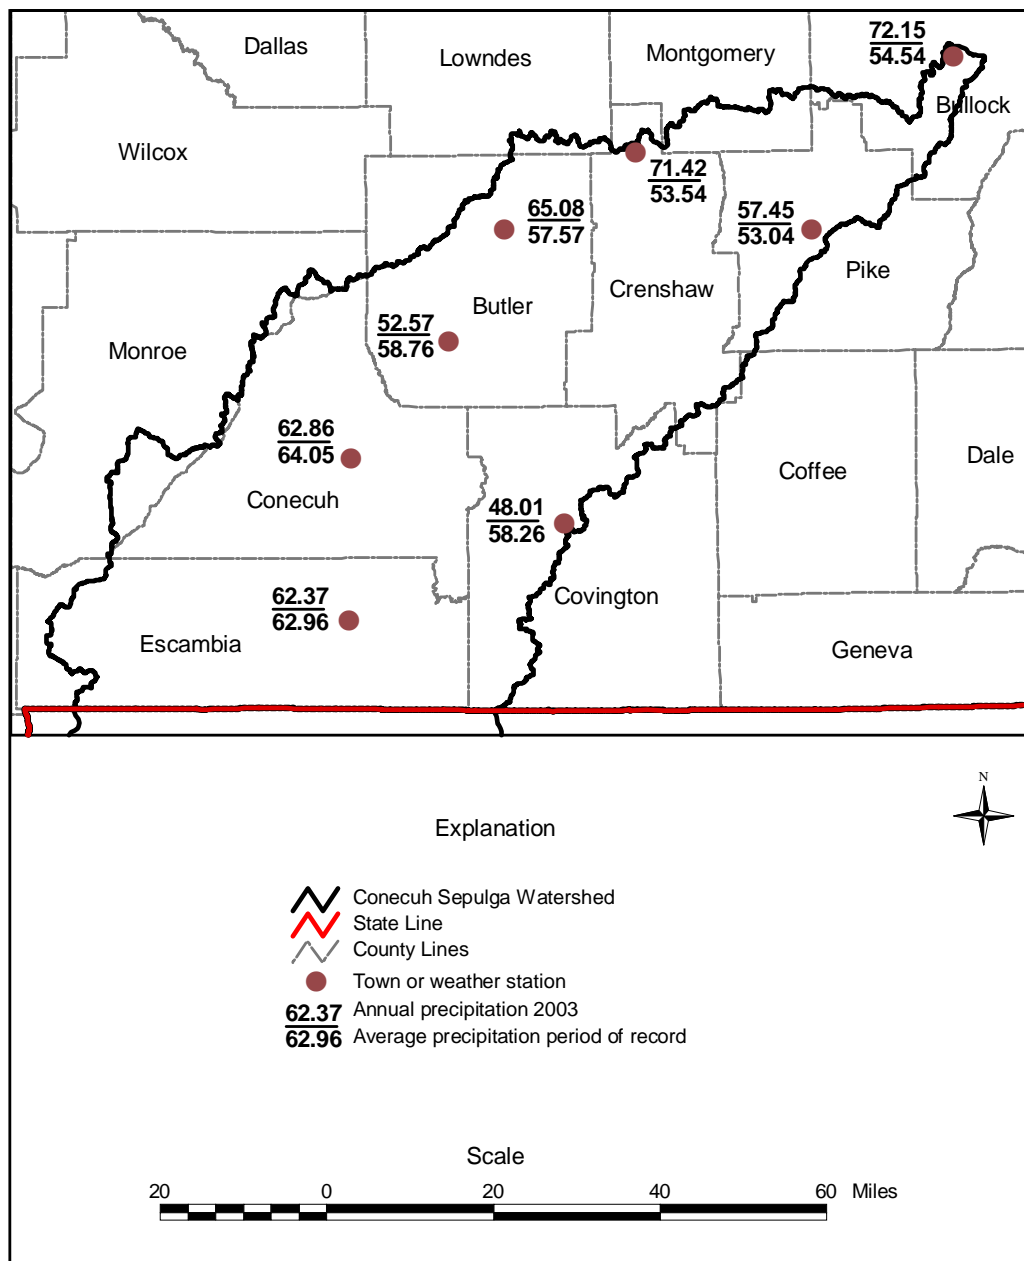 72.15
54.54
Dallas
Lowndes
Montgomery
Bullock
Wilcox
71.42
53.54
65.08
57.57
57.45
53.04
Pike
Crenshaw
Butler
52.57
58.76
Monroe
62.86
64.05
Conecuh
Coffee
Dale
48.01
58.26
62.37
62.96
Covington
Escambia
Geneva
N
Explanation
Conecuh Sepulga Watershed
State Line
County Lines
Town or weather station
62.37 Annual precipitation 2003
62.96 Average precipitation period of record
Scale
20 0 20 40 60 Miles